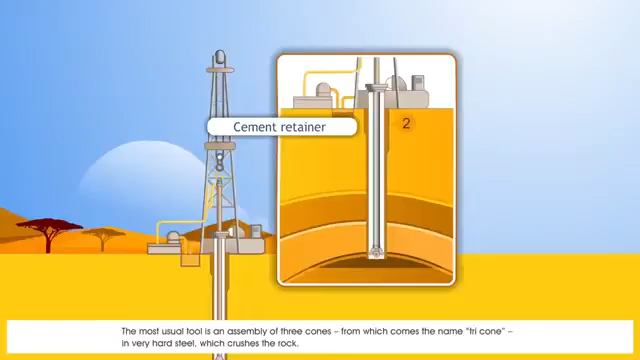 Cement retainer
2
The most usual tool is an assembly of three cones – from which comes the name "tri cone" –
in very hard steel, which crushes the rock.